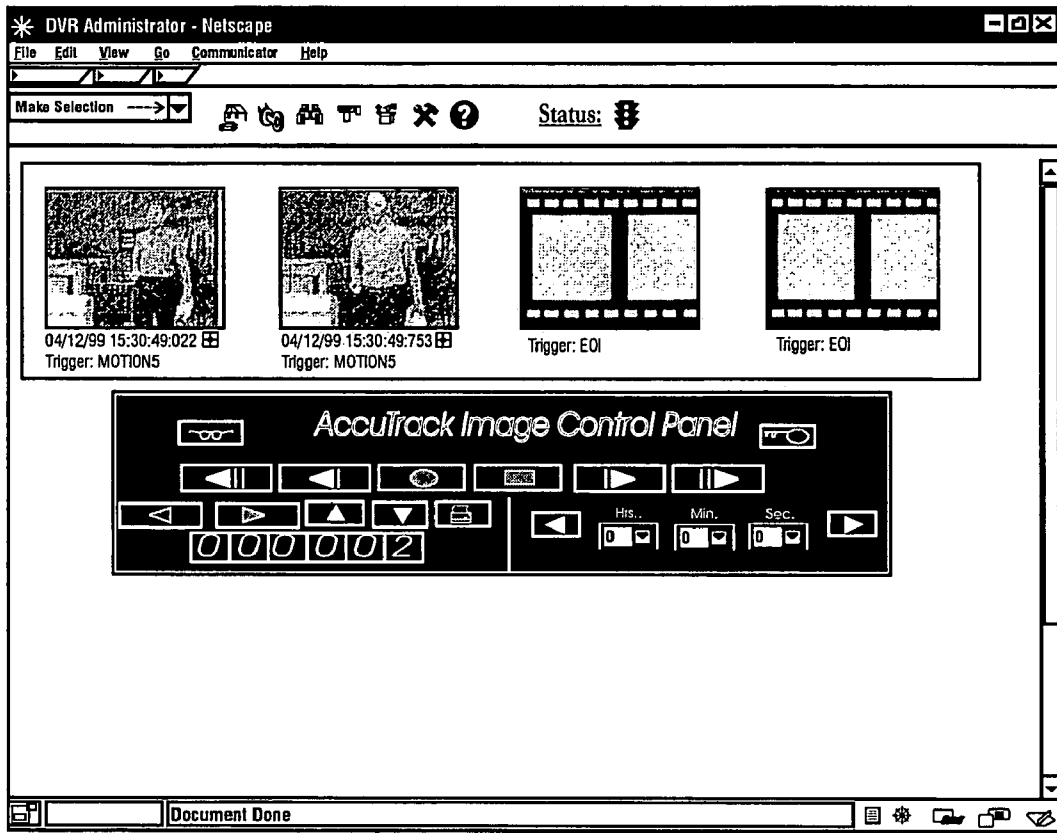 DVR Administrator - Netscape
File Edit View Go Communicator Help
Make Selection --->
Status:
04/12/99 15:30:49:022
Trigger: MOTION5
04/12/99 15:30:49:753
Trigger: MOTION5
Trigger: EOI
Trigger: EOI
AccuTrack Image Control Panel
Hrs.. Min. Sec.
0 0 0
000002
Document Done